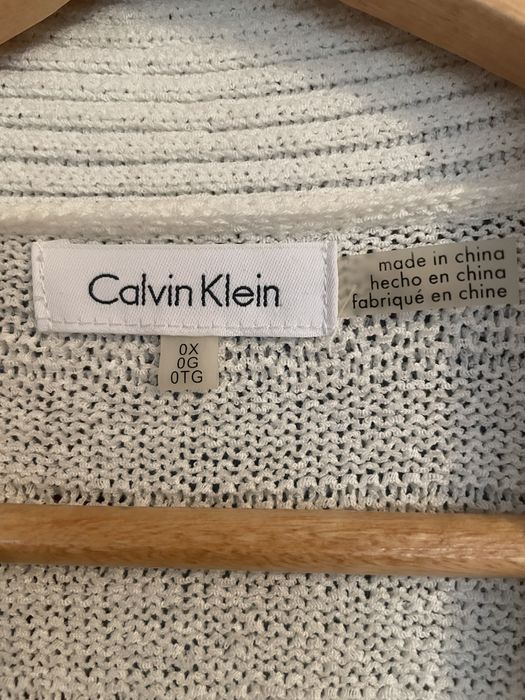 Calvin Klein
made in china
hecho en china
fabriqué en chine
0X
0G
0TG